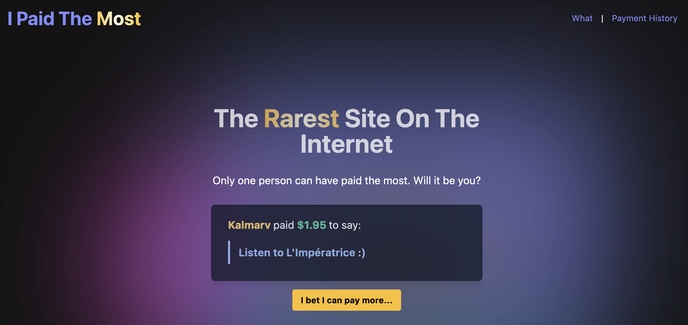 I Paid The Most
What | Payment History
The Rarest Site On The
Internet
Only one person can have paid the most. Will it be you?
Kalmarv paid $1.95 to say:
Listen to L'Impératrice :)
I bet I can pay more...